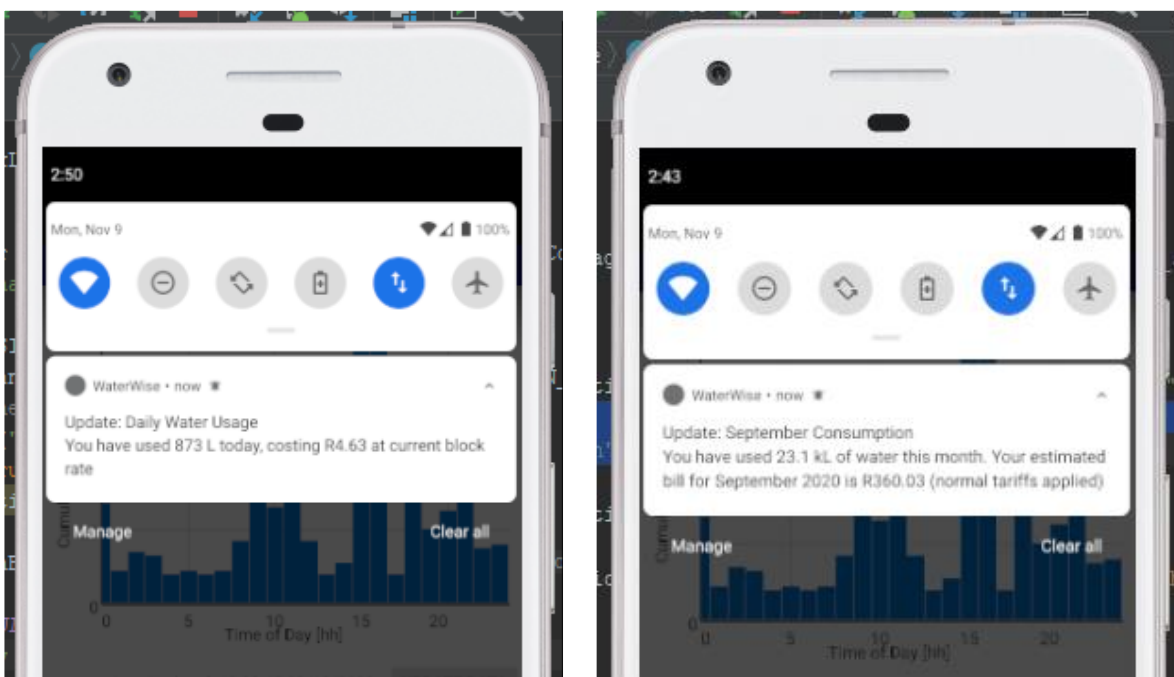 2:50
Mon, Nov 9
100%
WaterWise • now
Update: Daily Water Usage
You have used 873 L today, costing R4.63 at current block
rate
Manage
Clear all
0
0
5
10
15
20
Time of Day [hh]
2:43
Mon, Nov 9
100%
WaterWise • now
Update: September Consumption
You have used 23.1 kL of water this month. Your estimated
bill for September 2020 is R360.03 (normal tariffs applied)
Manage
Clear all
0
0
5
10
15
20
Time of Day [hh]